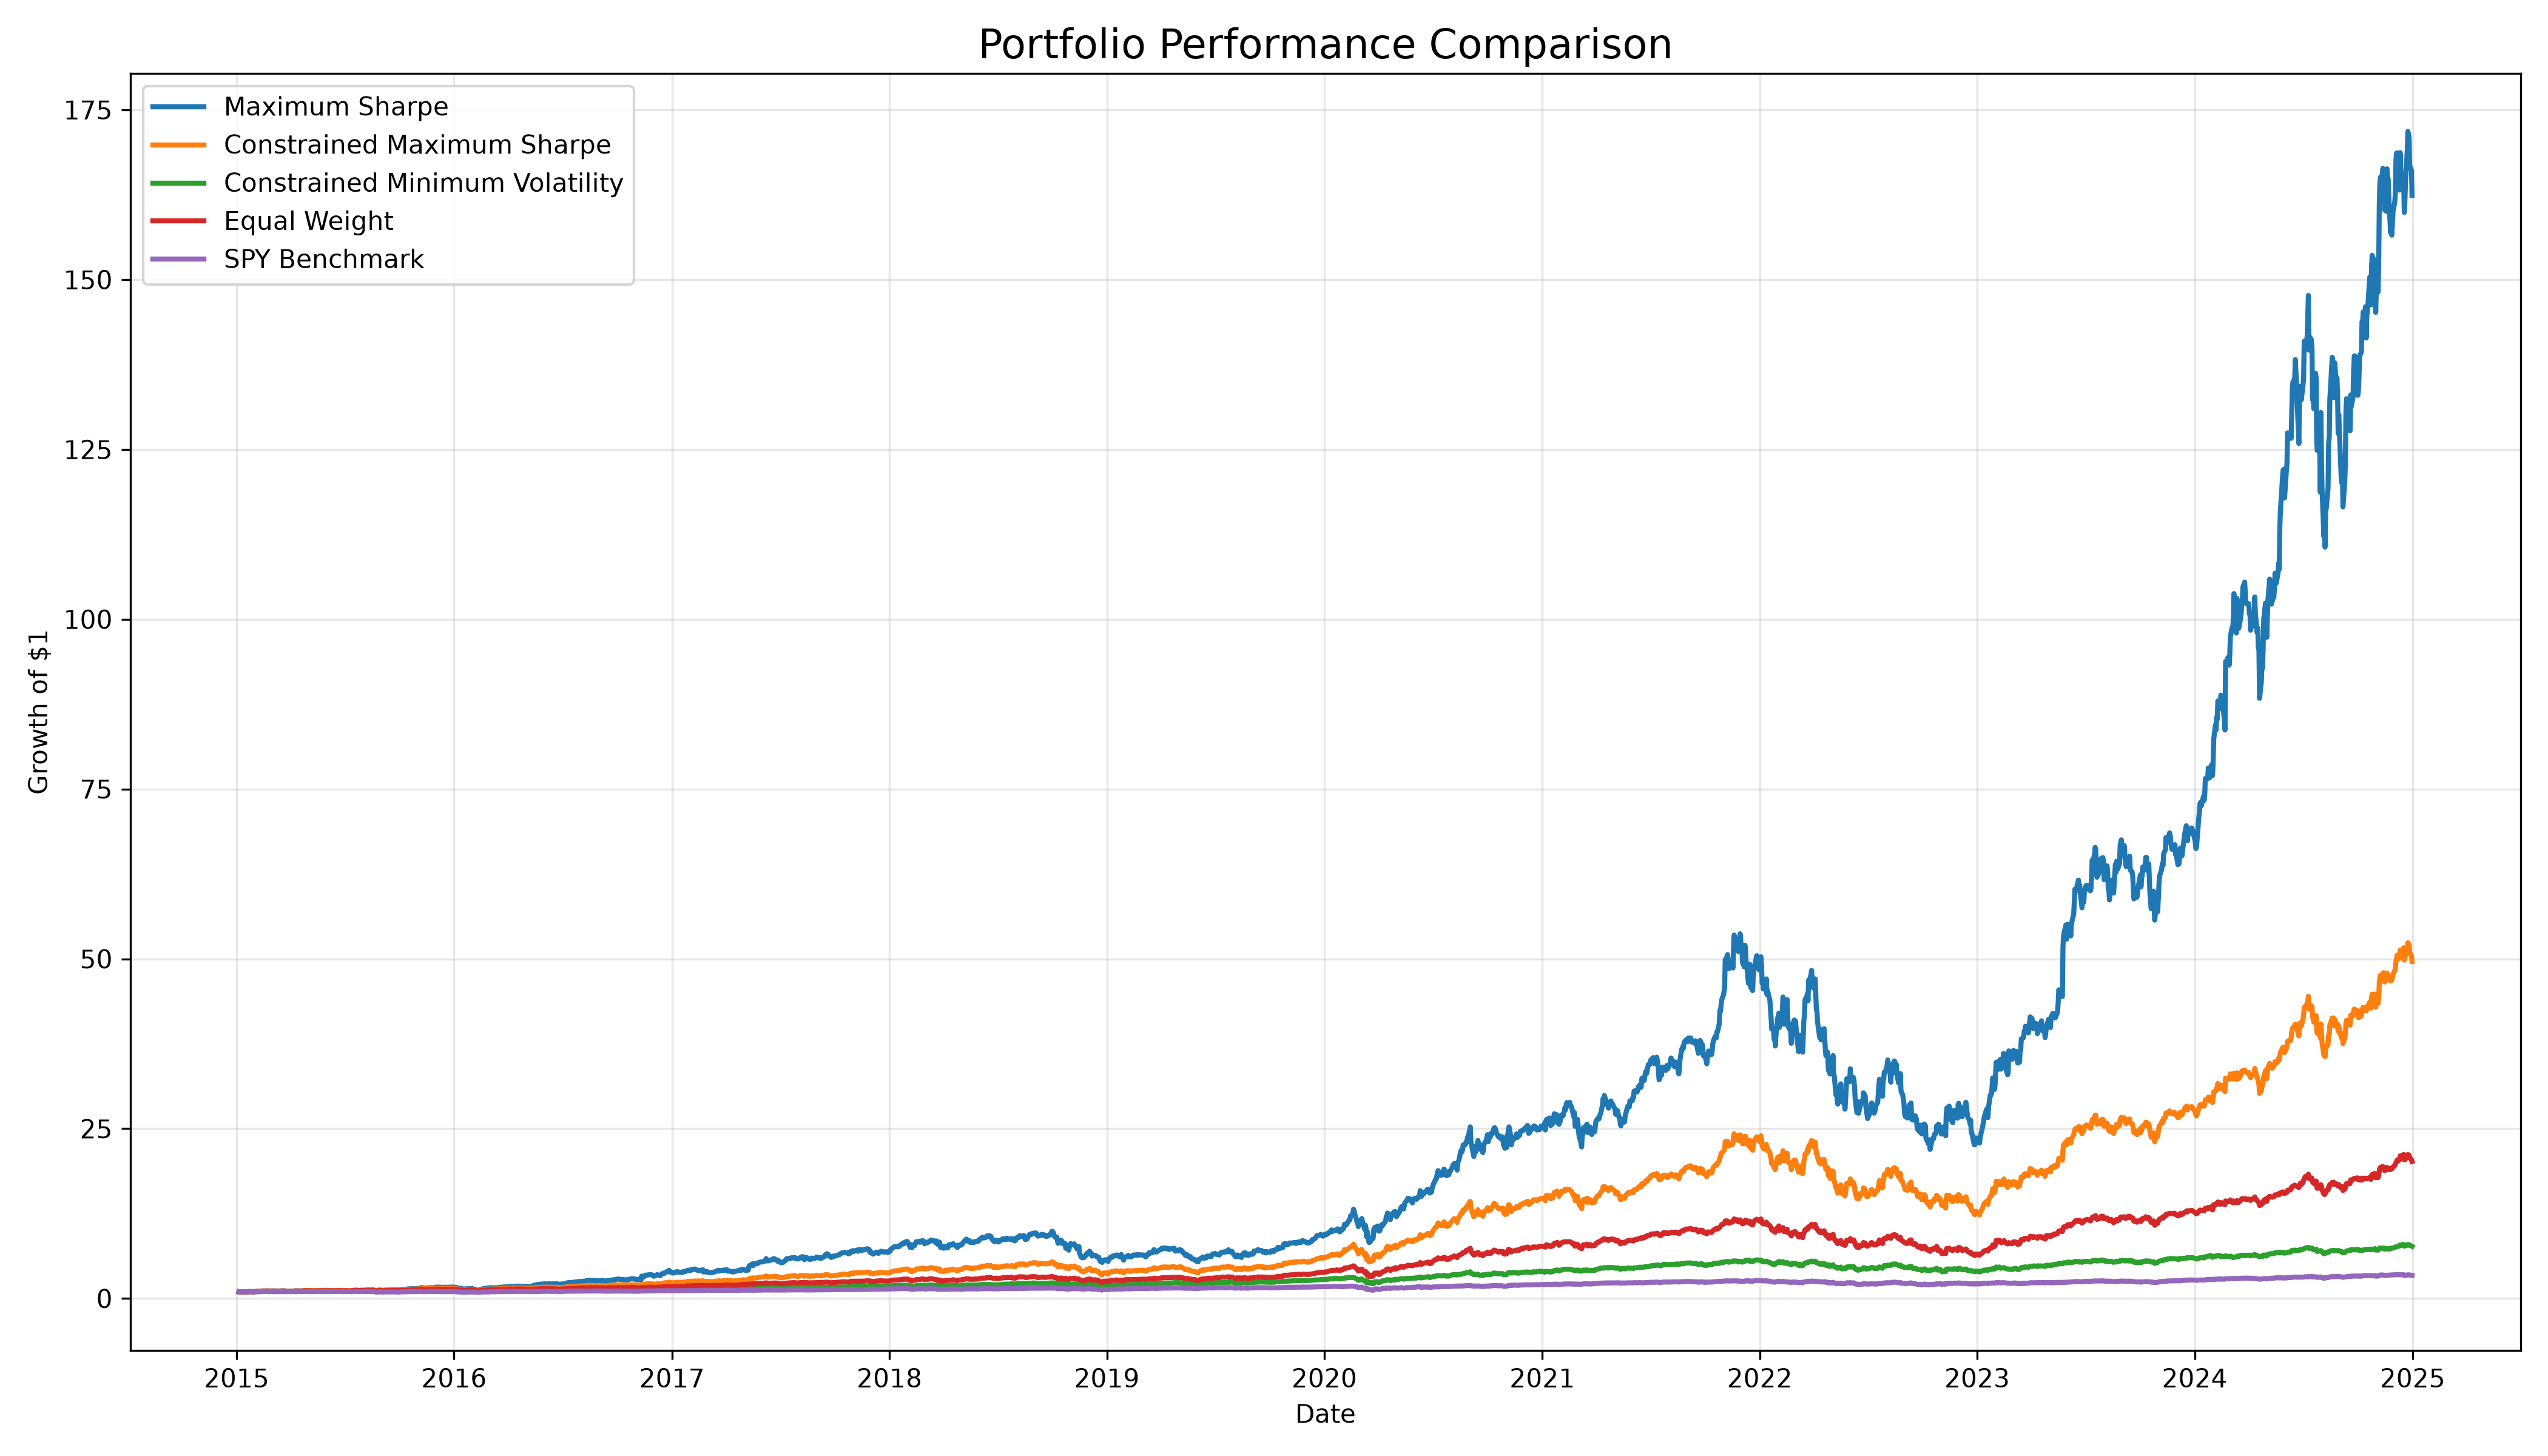 Portfolio Performance Comparison
Maximum Sharpe
Constrained Maximum Sharpe
Constrained Minimum Volatility
Equal Weight
SPY Benchmark
175
150
125
100
75
50
25
0
Growth of $1
2015 2016 2017 2018 2019 2020 2021 2022 2023 2024 2025
Date